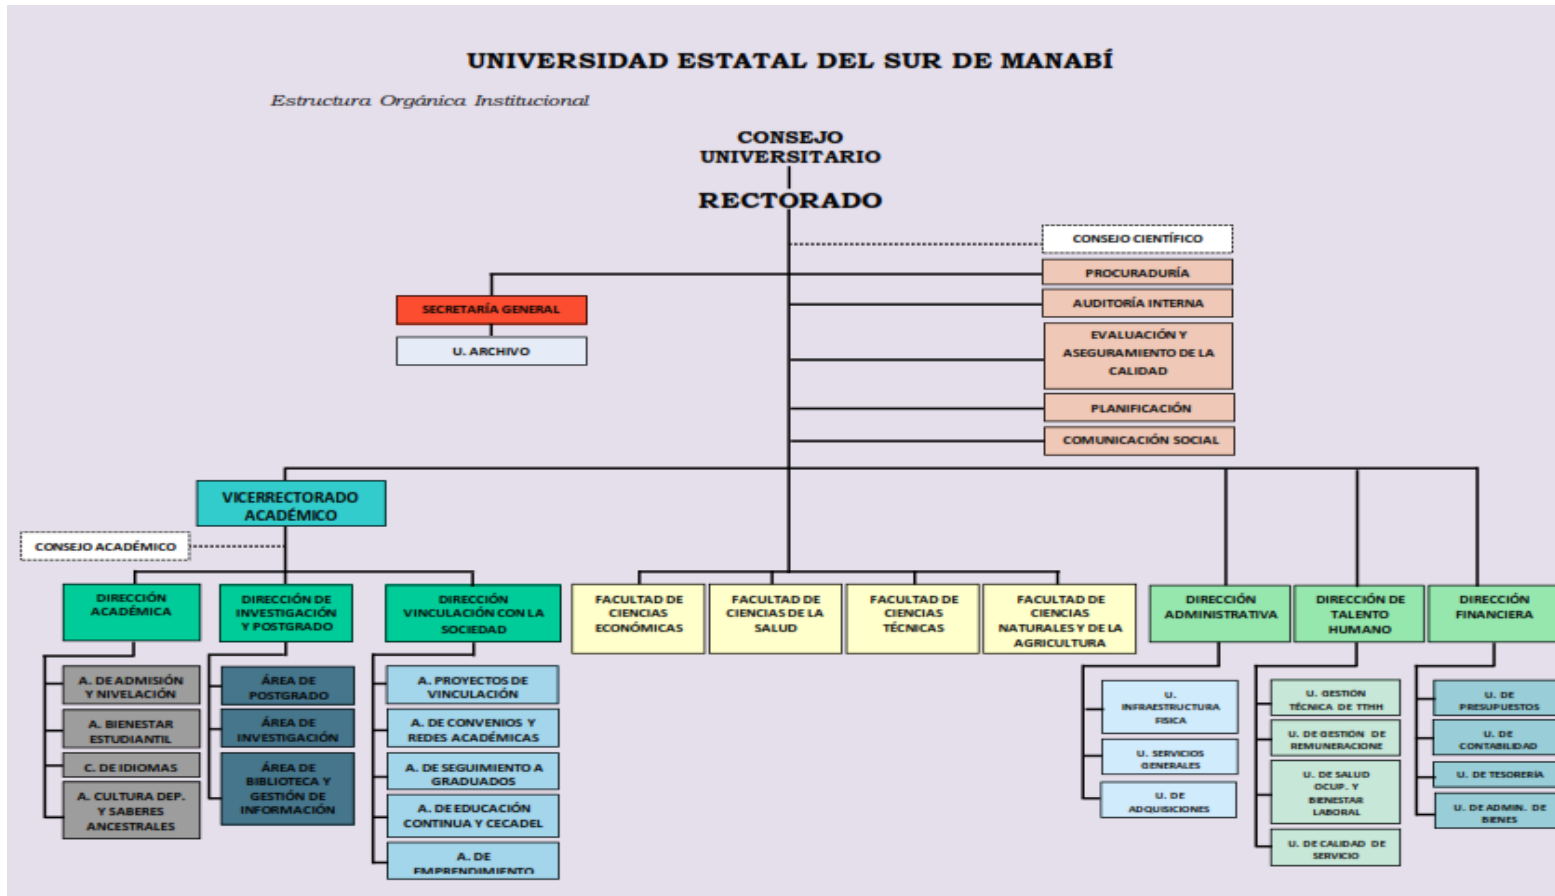 UNIVERSIDAD ESTATAL DEL SUR DE MANABÍ
Estructura Orgánica Institucional
CONSEJO
UNIVERSITARIO
RECTORADO
CONSEJO CIENTÍFICO
PROCURADURÍA
AUDITORÍA INTERNA
EVALUACIÓN Y
ASEGURAMIENTO DE LA
CALIDAD
PLANIFICACIÓN
COMUNICACIÓN SOCIAL
SECRETARÍA GENERAL
U. ARCHIVO
VICERRECTORADO
ACADÉMICO
CONSEJO ACADÉMICO
DIRECCIÓN
ACADÉMICA
A. DE ADMISIÓN
Y NIVELACIÓN
A. BIENESTAR
ESTUDIANTIL
C. DE IDIOMAS
A. CULTURA DEP.
Y SABERES
ANCESTRALES
DIRECCIÓN DE
INVESTIGACIÓN
Y POSTGRADO
ÁREA DE
POSTGRADO
ÁREA DE
INVESTIGACIÓN
ÁREA DE
BIBLIOTECA Y
GESTIÓN DE
INFORMACIÓN
DIRECCIÓN
VINCULACIÓN CON LA
SOCIEDAD
A. PROYECTOS DE
VINCULACIÓN
A. DE CONVENIOS Y
REDES ACADÉMICAS
A. DE SEGUIMIENTO A
GRADUADOS
A. DE EDUCACIÓN
CONTINUA Y CECADEL
A. DE
EMPRENDIMIENTO
FACULTAD DE
CIENCIAS
ECONÓMICAS
FACULTAD DE
CIENCIAS DE LA
SALUD
FACULTAD DE
CIENCIAS
TÉCNICAS
FACULTAD DE
CIENCIAS
NATURALES Y DE LA
AGRICULTURA
DIRECCIÓN
ADMINISTRATIVA
U.
INFRAESTRUCTURA
FISICA
U. SERVICIOS
GENERALES
U. DE
ADQUISICIONES
DIRECCIÓN DE
TALENTO
HUMANO
U. GESTIÓN
TÉCNICA DE TTHH
U. DE GESTIÓN DE
REMUNERACIONE
U. DE SALUD
OCUP. Y
BIENESTAR
LABORAL
U. DE CALIDAD DE
SERVICIO
DIRECCIÓN
FINANCIERA
U. DE
PRESUPUESTOS
U. DE
CONTABILIDAD
U. DE TESORERÍA
U. DE ADMIN. DE
BIENES